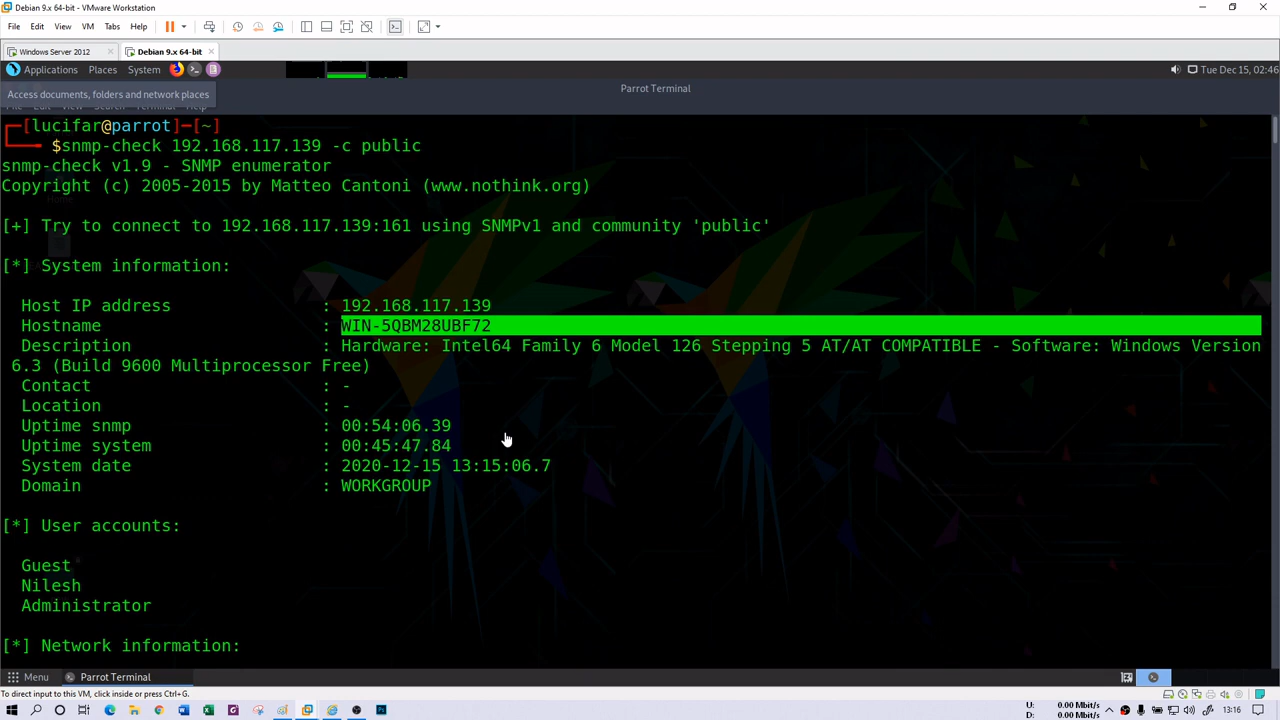 Debian 9.x 64-bit - VMware Workstation
File Edit View VM Tabs Help
Windows Server 2012 Debian 9.x 64-bit
Applications Places System Tue Dec 15, 02:46
Access documents, folders and network places
Parrot Terminal
[lucifar@parrot]-[~]
$snmp-check 192.168.117.139 -c public
snmp-check v1.9 - SNMP enumerator
Copyright (c) 2005-2015 by Matteo Cantoni (www.nothink.org)
[+] Try to connect to 192.168.117.139:161 using SNMPv1 and community 'public'
[*] System information:
Host IP address : 192.168.117.139
Hostname : WIN-5QBM28UBF72
Description : Hardware: Intel64 Family 6 Model 126 Stepping 5 AT/AT COMPATIBLE - Software: Windows Version
6.3 (Build 9600 Multiprocessor Free)
Contact : -
Location : -
Uptime snmp : 00:54:06.39
Uptime system : 00:45:47.84
System date : 2020-12-15 13:15:06.7
Domain : WORKGROUP
[*] User accounts:
Guest
Nilesh
Administrator
[*] Network information:
Menu Parrot Terminal
To direct input to this VM, click inside or press Ctrl+G.
U: 0.00 Mbit/s
D: 0.00 Mbit/s
13:16